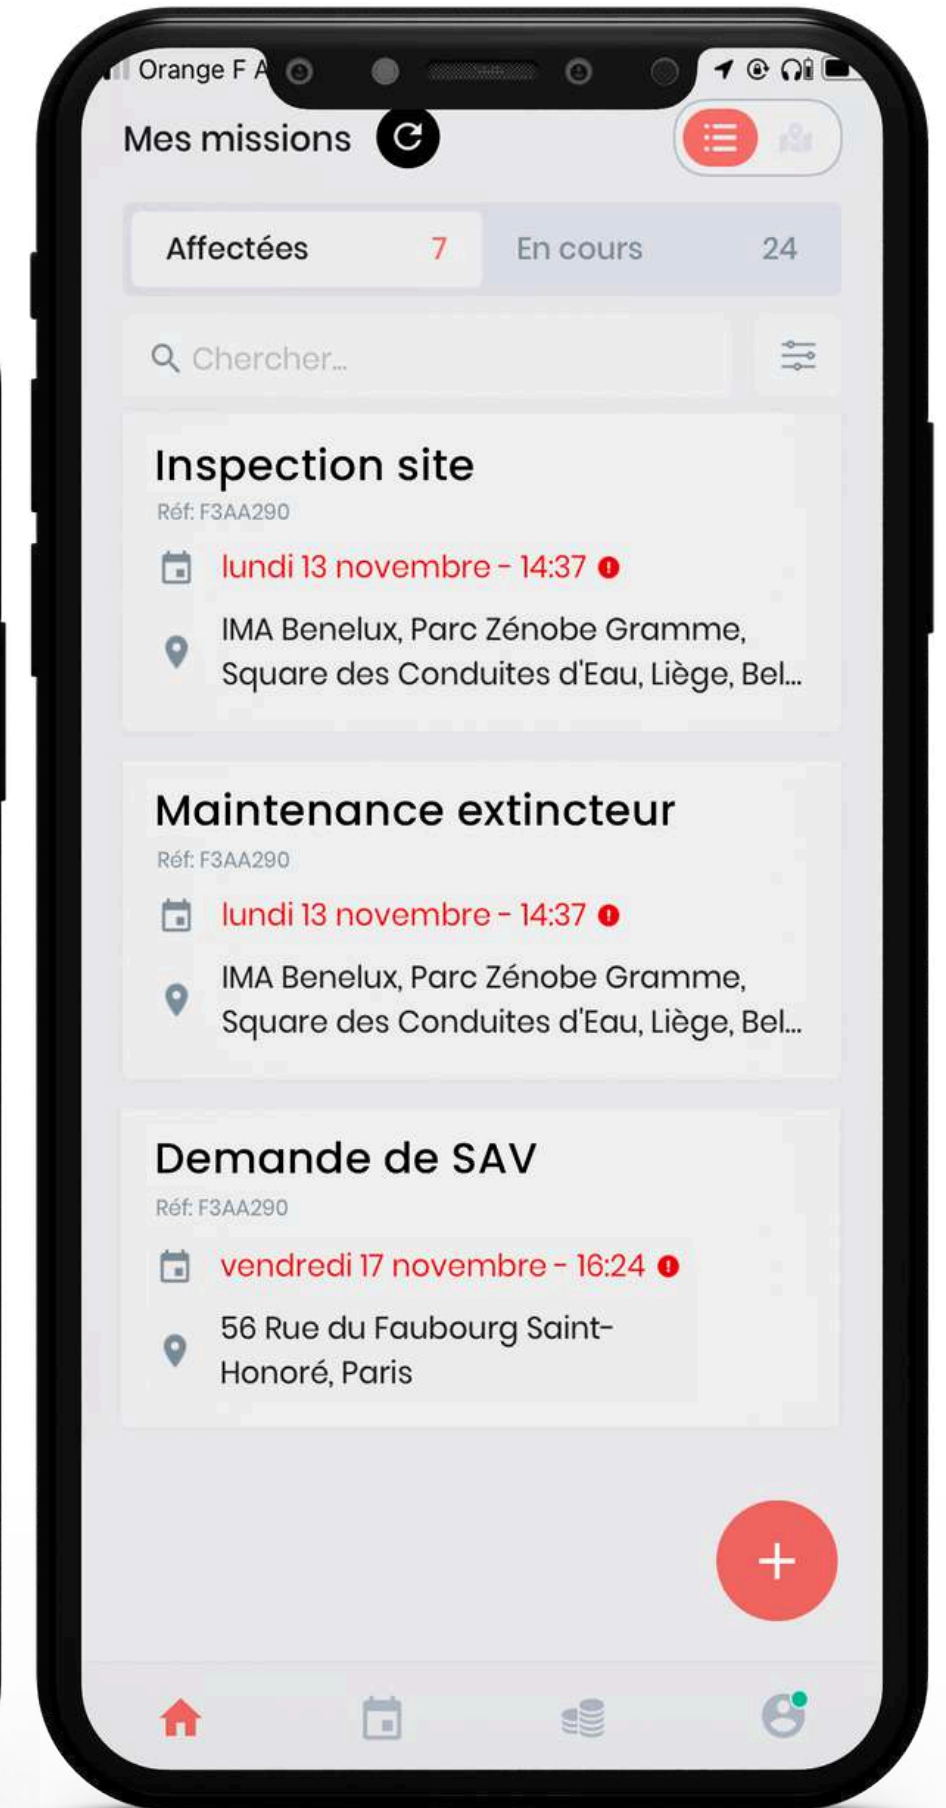 Orange F
Mes missions
Affectées 7 En cours 24
Chercher...
Inspection site
Réf: F3AA290
lundi 13 novembre - 14:37
IMA Benelux, Parc Zénobe Gramme,
Square des Conduites d'Eau, Liège, Bel...
Maintenance extincteur
Réf: F3AA290
lundi 13 novembre - 14:37
IMA Benelux, Parc Zénobe Gramme,
Square des Conduites d'Eau, Liège, Bel...
Demande de SAV
Réf: F3AA290
vendredi 17 novembre - 16:24
56 Rue du Faubourg Saint-
Honoré, Paris